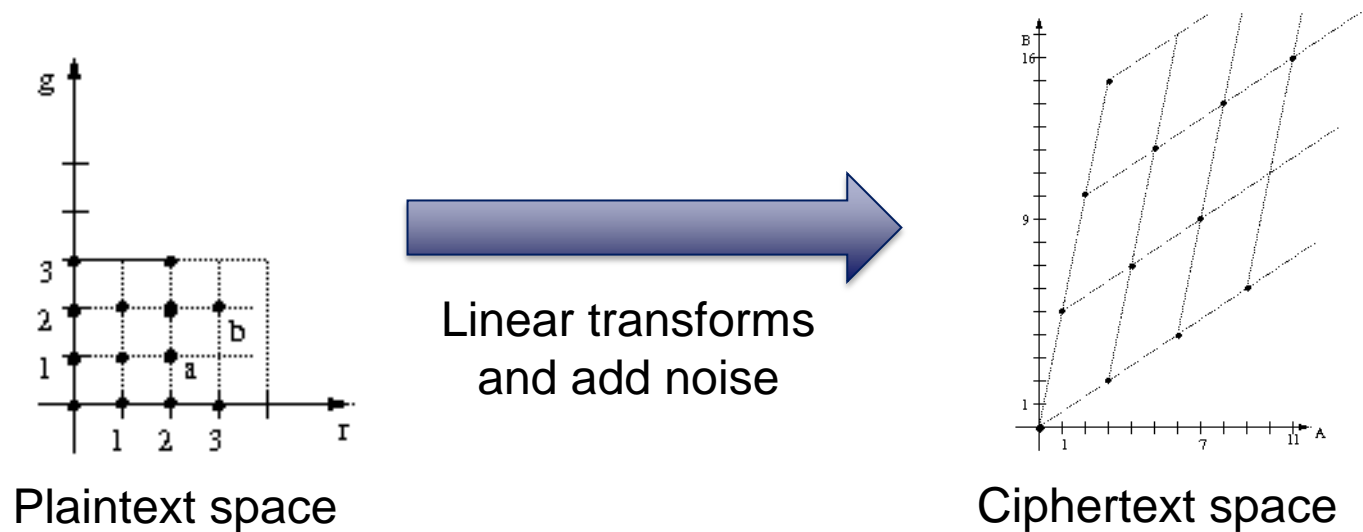 g
3
2
1
b
a
1 2 3
r
Plaintext space
Linear transforms
and add noise
B
16
9
1
1 7 11 A
Ciphertext space